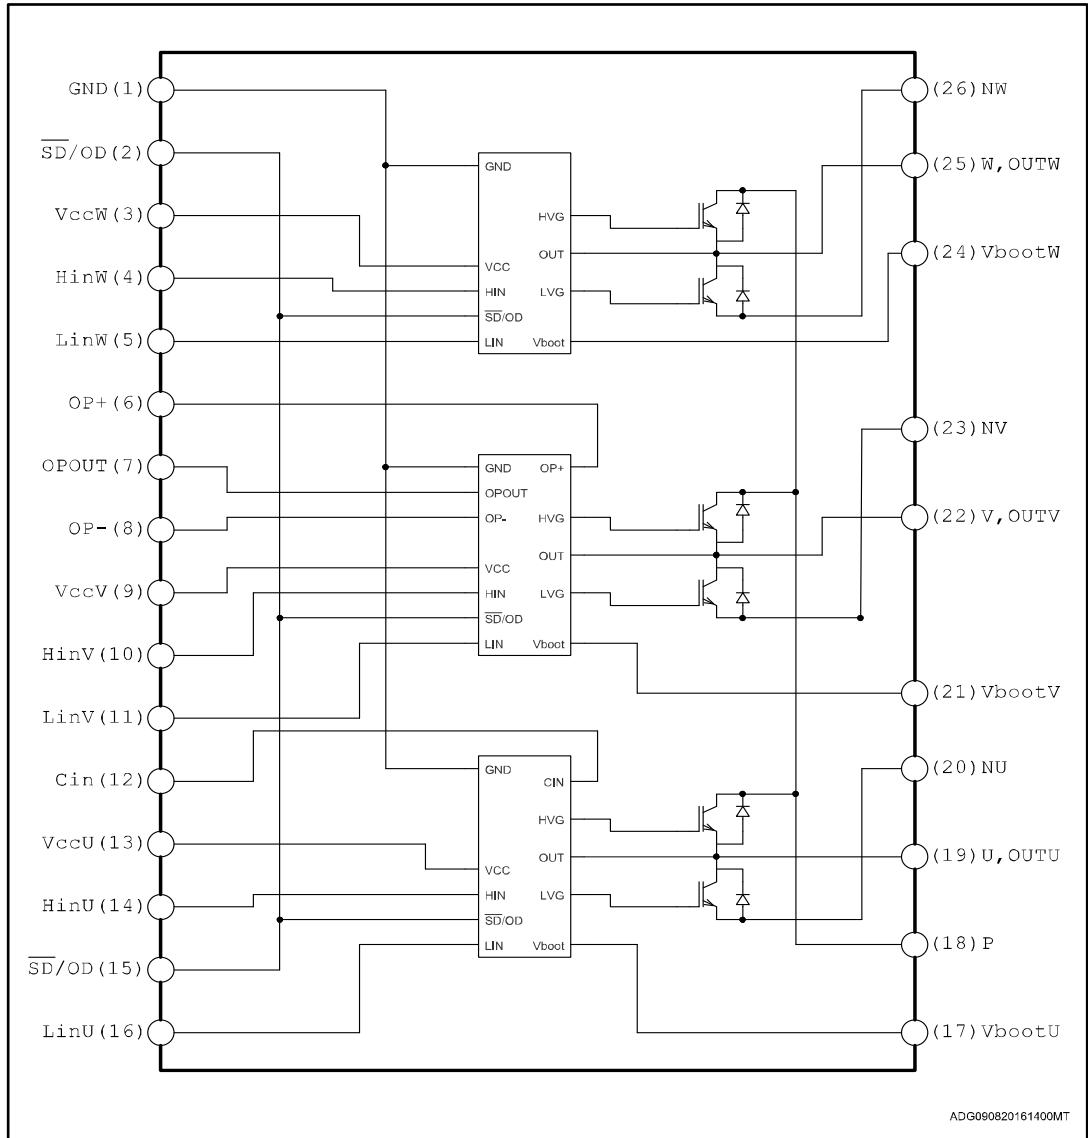 GND(1)
SD/OD(2)
VccW(3)
HinW(4)
LinW(5)
OP+(6)
OPOUT(7)
OP-(8)
VccV(9)
HinV(10)
LinV(11)
Cin(12)
VccU(13)
HinU(14)
SD/OD(15)
LinU(16)
GND
HVG
OUT
VCC
HIN
LVG
SD/OD
LIN
Vboot
GND
OP+
OPOUT
OP-
HVG
OUT
VCC
HIN
LVG
SD/OD
LIN
Vboot
GND
CIN
HVG
OUT
VCC
HIN
LVG
SD/OD
LIN
Vboot
(26)NW
(25)W,OUTW
(24)VbootW
(23)NV
(22)V,OUTV
(21)VbootV
(20)NU
(19)U,OUTU
(18)P
(17)VbootU
ADG090820161400MT